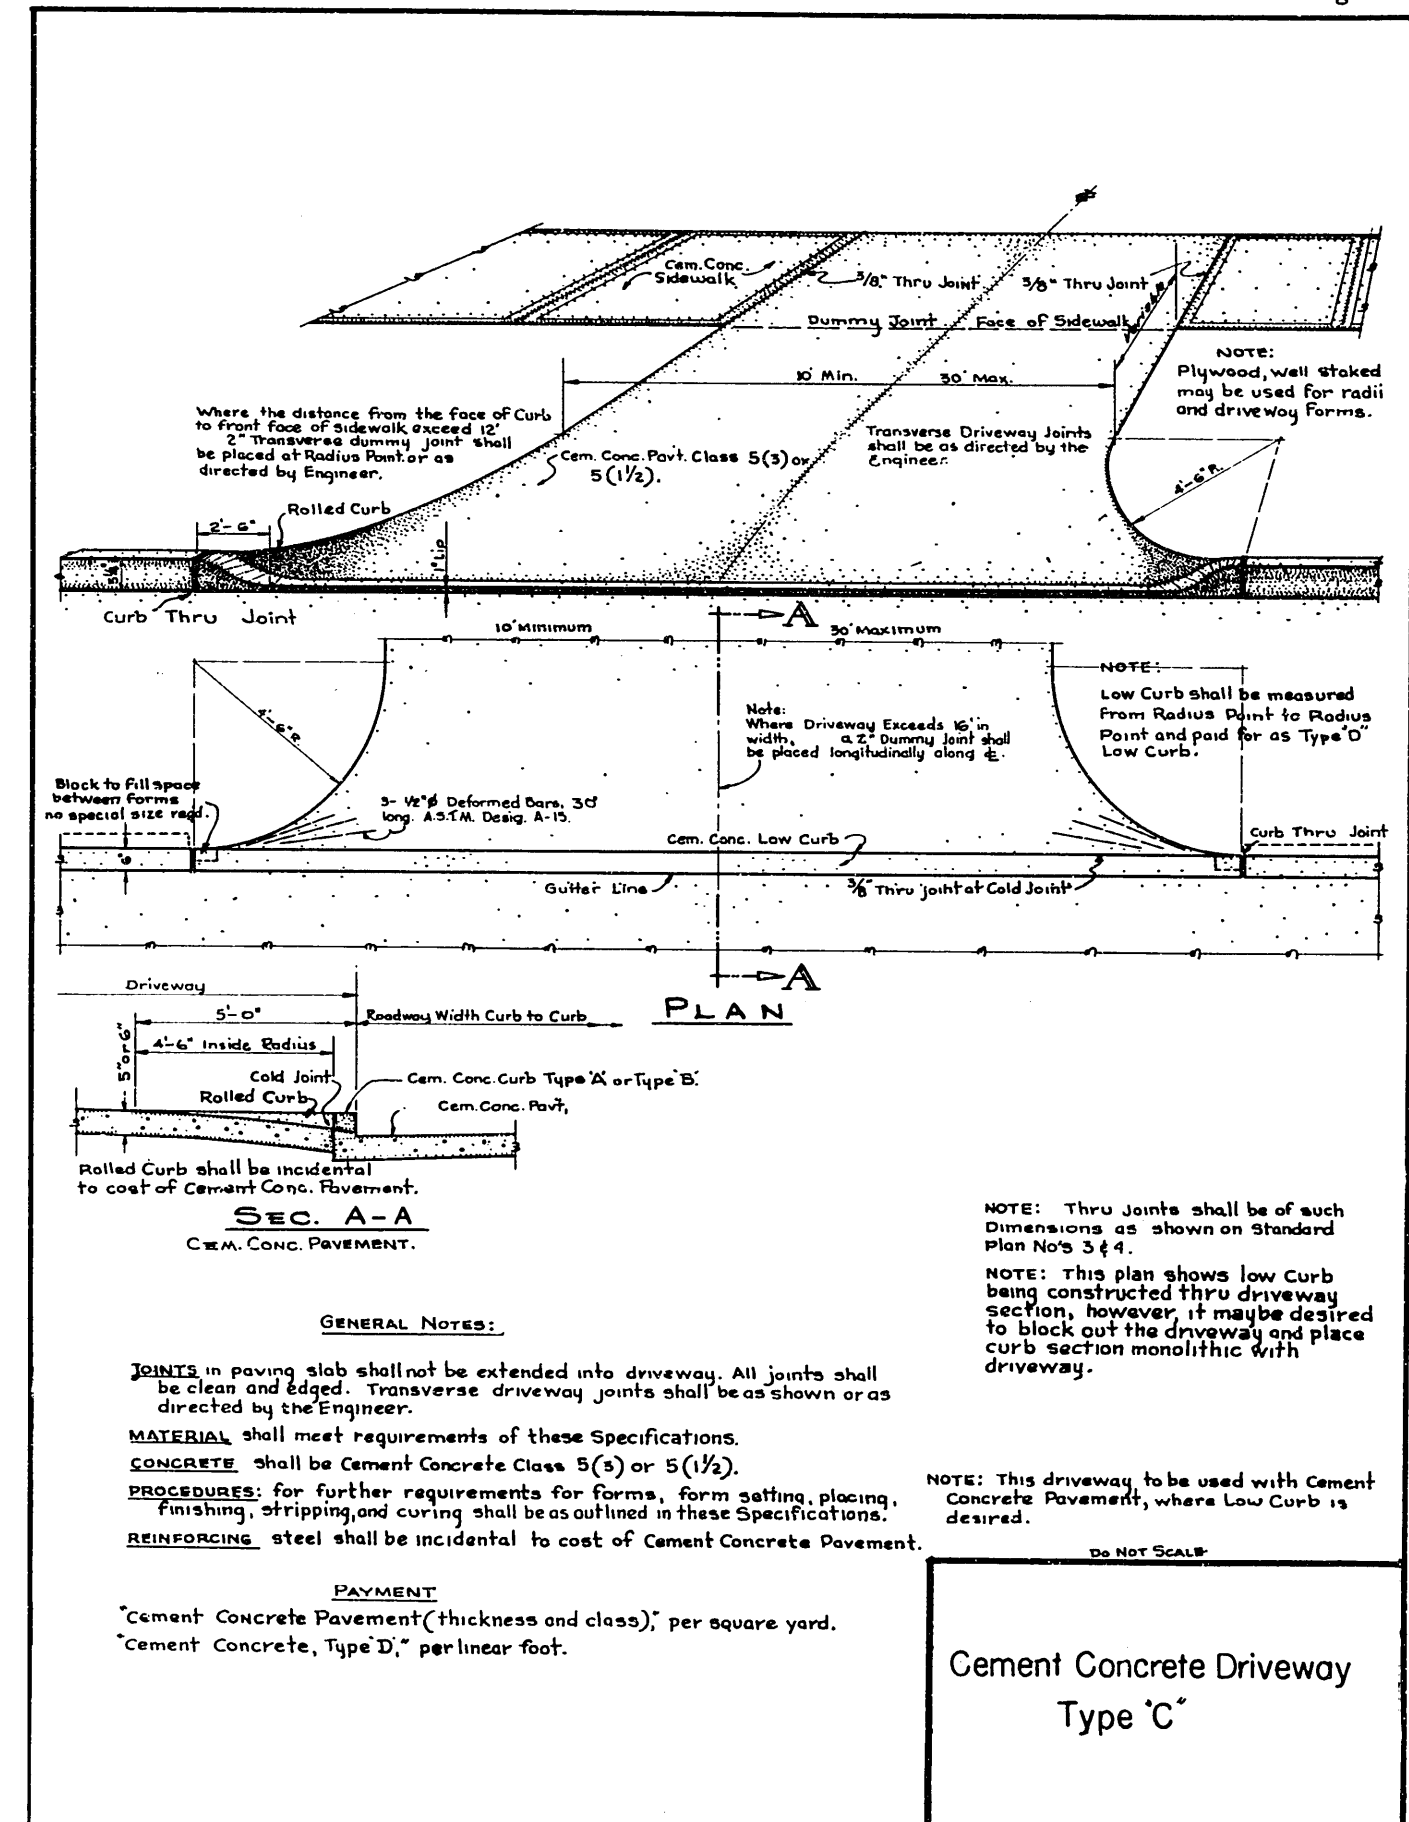 Cem. Conc.
Sidewalk
3/8" Thru Joint
3/8" Thru Joint
Dummy Joint
Face of Sidewalk
NOTE:
Plywood, well staked
may be used for radii
and driveway forms.
10' Min.
30' Max.
Where the distance from the face of Curb
to front face of sidewalk exceed 12'
2" Transverse dummy joint shall
be placed at Radius Point or as
directed by Engineer.
Transverse Driveway Joints
shall be as directed by the
Engineer.
Cem. Conc. Pavt. Class 5(3) or
5(1½).
4'-6" R.
Rolled Curb
2'-6"
1" Lip
Curb Thru Joint
A
10' Minimum
30' Maximum
NOTE:
Low Curb shall be measured
from Radius Point to Radius
Point and paid for as Type "D"
Low Curb.
4'-6" R.
Note:
Where Driveway Exceeds 16' in
width, a 2" Dummy Joint shall
be placed longitudinally along ℄.
Block to fill space
between forms
no special size reqd.
3- ½"ø Deformed Bars, 30"
long. A.S.T.M. Desig. A-15.
6"
Cem. Conc. Low Curb
Curb Thru Joint
Gutter Line
3/8" Thru joint at Cold Joint
A
PLAN
Driveway
5'-0"
Roadway Width Curb to Curb
4'-6" Inside Radius
5" or 6"
Cold Joint
Cem. Conc. Curb Type "A" or Type "B".
Rolled Curb
Cem. Conc. Pavt,
Rolled Curb shall be incidental
to cost of Cement Conc. Pavement.
SEC. A-A
CEM. CONC. PAVEMENT.
NOTE: Thru Joints shall be of such
Dimensions as shown on Standard
Plan No's 3 & 4.
NOTE: This plan shows low Curb
being constructed thru driveway
section, however, it maybe desired
to block out the driveway and place
curb section monolithic with
driveway.
GENERAL NOTES:
JOINTS in paving slab shall not be extended into driveway. All joints shall
be clean and edged. Transverse driveway joints shall be as shown or as
directed by the Engineer.
MATERIAL shall meet requirements of these Specifications.
CONCRETE shall be Cement Concrete Class 5(3) or 5(1½).
PROCEDURES: for further requirements for forms, form setting, placing,
finishing, stripping, and curing shall be as outlined in these Specifications.
REINFORCING steel shall be incidental to cost of Cement Concrete Pavement.
NOTE: This driveway to be used with Cement
Concrete Pavement, where Low Curb is
desired.
DO NOT SCALE
PAYMENT
"Cement Concrete Pavement (thickness and class)," per square yard.
"Cement Concrete, Type "D"," per linear foot.
Cement Concrete Driveway
Type "C"